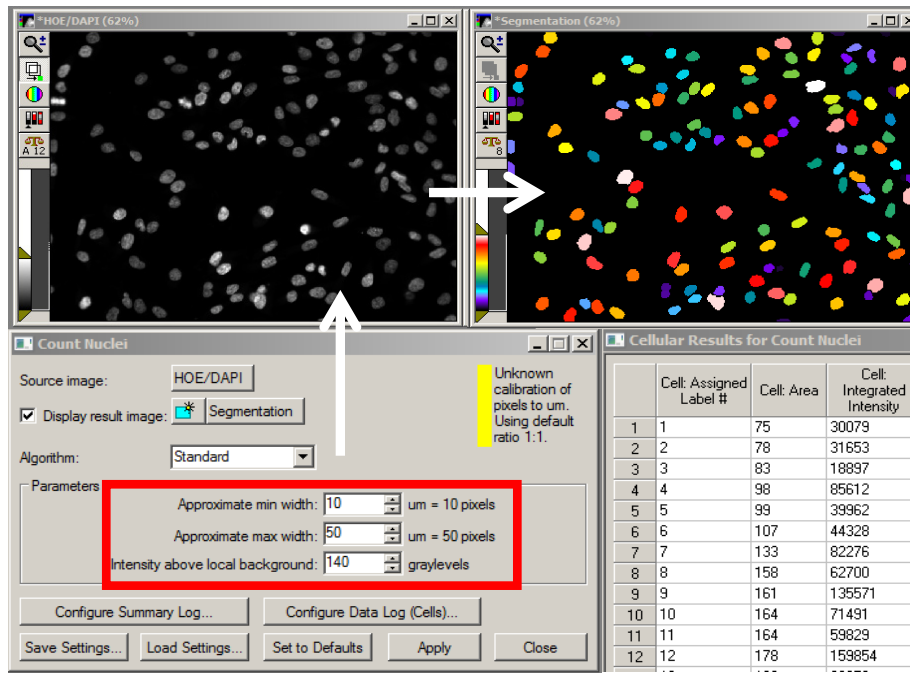 *HOE/DAPI (62%)
*Segmentation (62%)
A 12
8
Count Nuclei
Source image:
HOE/DAPI
Display result image:
Segmentation
Unknown
calibration of
pixels to um.
Using default
ratio 1:1.
Algorithm:
Standard
Parameters
Approximate min width: 10 um = 10 pixels
Approximate max width: 50 um = 50 pixels
Intensity above local background: 140 graylevels
Configure Summary Log...
Configure Data Log (Cells)...
Save Settings...
Load Settings...
Set to Defaults
Apply
Close
Cellular Results for Count Nuclei
Cell: Assigned
Label #
Cell: Area
Cell:
Integrated
Intensity
1 1 75 30079
2 2 78 31653
3 3 83 18897
4 4 98 85612
5 5 99 39962
6 6 107 44328
7 7 133 82276
8 8 158 62700
9 9 161 135571
10 10 164 71491
11 11 164 59829
12 12 178 159854